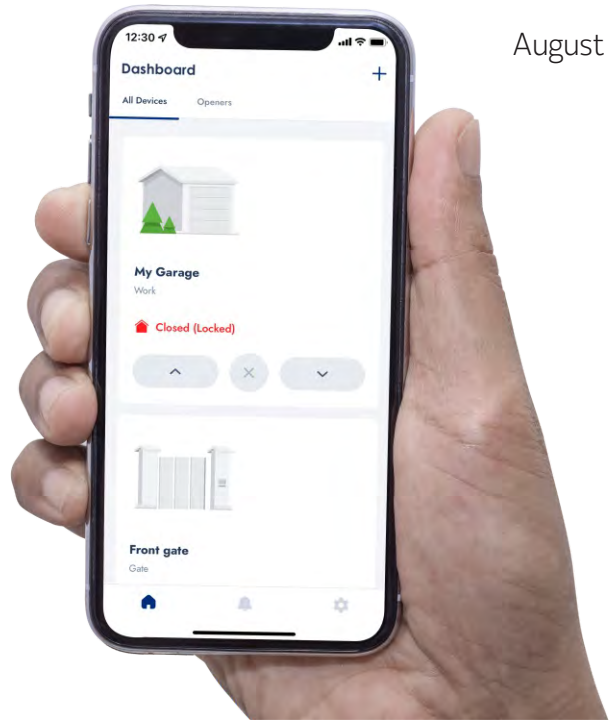 August
12:30
Dashboard
All Devices
Openers
My Garage
Work
Closed (Locked)
Front gate
Gate